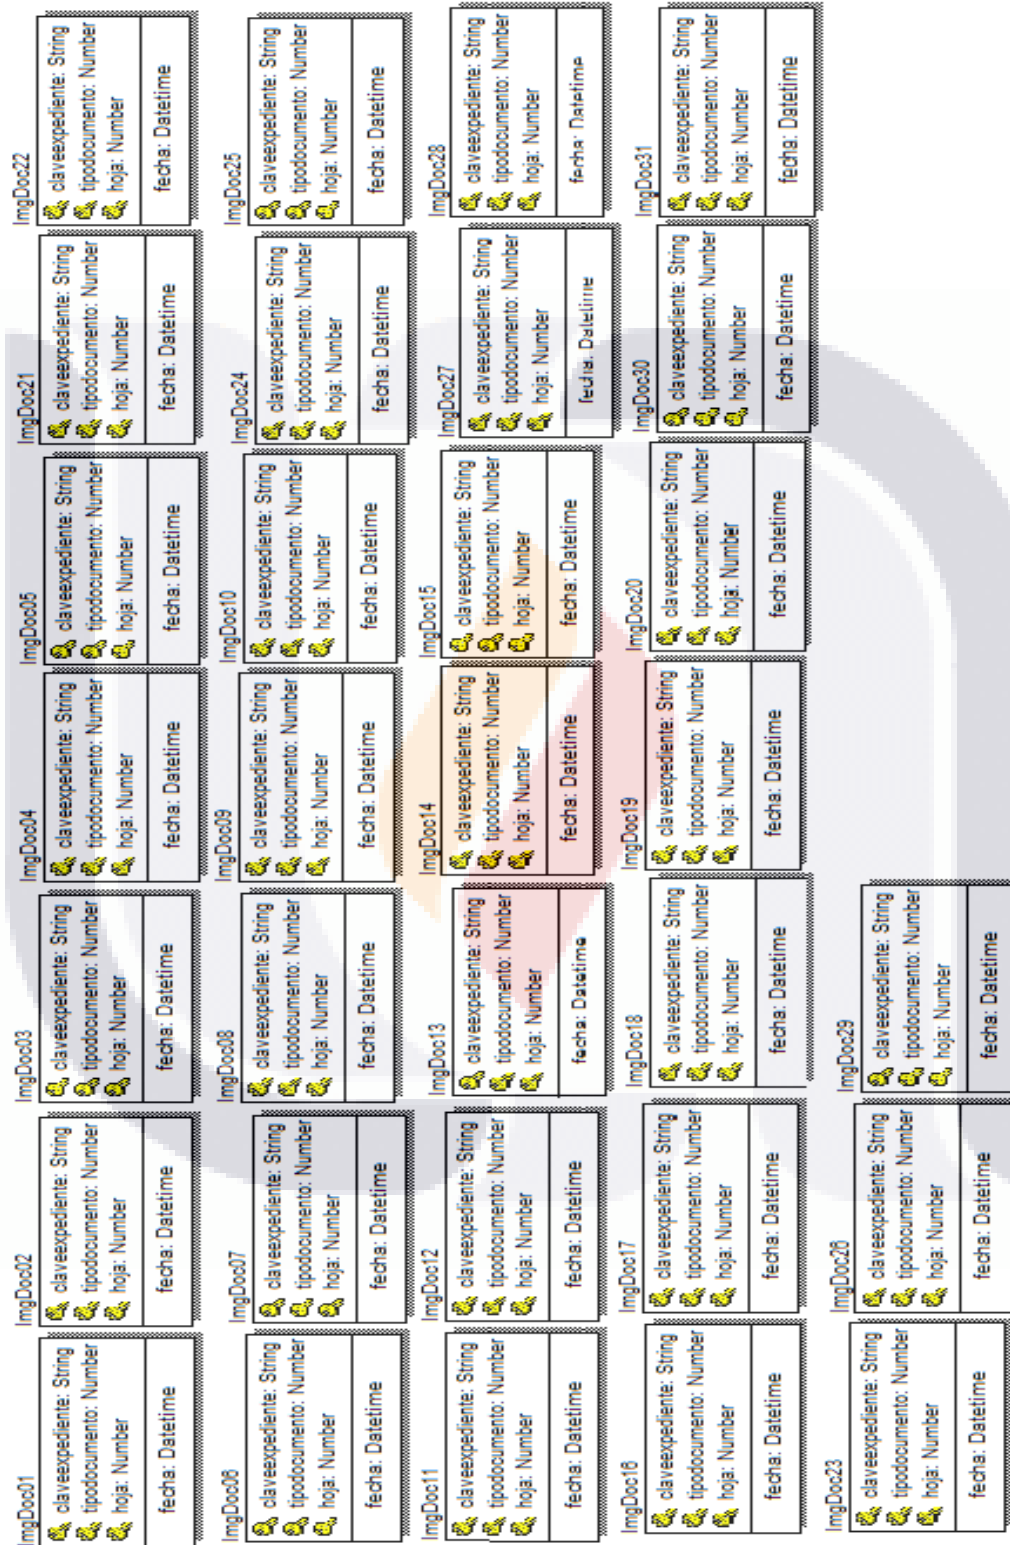 ImgDoc01
claveexpediente: String
tipodocumento: Number
hoja: Number
fecha: Datetime
ImgDoc02
claveexpediente: String
tipodocumento: Number
hoja: Number
fecha: Datetime
ImgDoc03
claveexpediente: String
tipodocumento: Number
hoja: Number
fecha: Datetime
ImgDoc04
claveexpediente: String
tipodocumento: Number
hoja: Number
fecha: Datetime
ImgDoc05
claveexpediente: String
tipodocumento: Number
hoja: Number
fecha: Datetime
ImgDoc21
claveexpediente: String
tipodocumento: Number
hoja: Number
fecha: Datetime
ImgDoc22
claveexpediente: String
tipodocumento: Number
hoja: Number
fecha: Datetime
ImgDoc06
claveexpediente: String
tipodocumento: Number
hoja: Number
fecha: Datetime
ImgDoc07
claveexpediente: String
tipodocumento: Number
hoja: Number
fecha: Datetime
ImgDoc08
claveexpediente: String
tipodocumento: Number
hoja: Number
fecha: Datetime
ImgDoc09
claveexpediente: String
tipodocumento: Number
hoja: Number
fecha: Datetime
ImgDoc10
claveexpediente: String
tipodocumento: Number
hoja: Number
fecha: Datetime
ImgDoc24
claveexpediente: String
tipodocumento: Number
hoja: Number
fecha: Datetime
ImgDoc25
claveexpediente: String
tipodocumento: Number
hoja: Number
fecha: Datetime
ImgDoc11
claveexpediente: String
tipodocumento: Number
hoja: Number
fecha: Datetime
ImgDoc12
claveexpediente: String
tipodocumento: Number
hoja: Number
fecha: Datetime
ImgDoc13
claveexpediente: String
tipodocumento: Number
hoja: Number
fecha: Datetime
ImgDoc14
claveexpediente: String
tipodocumento: Number
hoja: Number
fecha: Datetime
ImgDoc15
claveexpediente: String
tipodocumento: Number
hoja: Number
fecha: Datetime
ImgDoc27
claveexpediente: String
tipodocumento: Number
hoja: Number
fecha: Datetime
ImgDoc28
claveexpediente: String
tipodocumento: Number
hoja: Number
fecha: Datetime
ImgDoc16
claveexpediente: String
tipodocumento: Number
hoja: Number
fecha: Datetime
ImgDoc17
claveexpediente: String
tipodocumento: Number
hoja: Number
fecha: Datetime
ImgDoc18
claveexpediente: String
tipodocumento: Number
hoja: Number
fecha: Datetime
ImgDoc19
claveexpediente: String
tipodocumento: Number
hoja: Number
fecha: Datetime
ImgDoc20
claveexpediente: String
tipodocumento: Number
hoja: Number
fecha: Datetime
ImgDoc30
claveexpediente: String
tipodocumento: Number
hoja: Number
fecha: Datetime
ImgDoc31
claveexpediente: String
tipodocumento: Number
hoja: Number
fecha: Datetime
ImgDoc23
claveexpediente: String
tipodocumento: Number
hoja: Number
fecha: Datetime
ImgDoc26
claveexpediente: String
tipodocumento: Number
hoja: Number
fecha: Datetime
ImgDoc29
claveexpediente: String
tipodocumento: Number
hoja: Number
fecha: Datetime